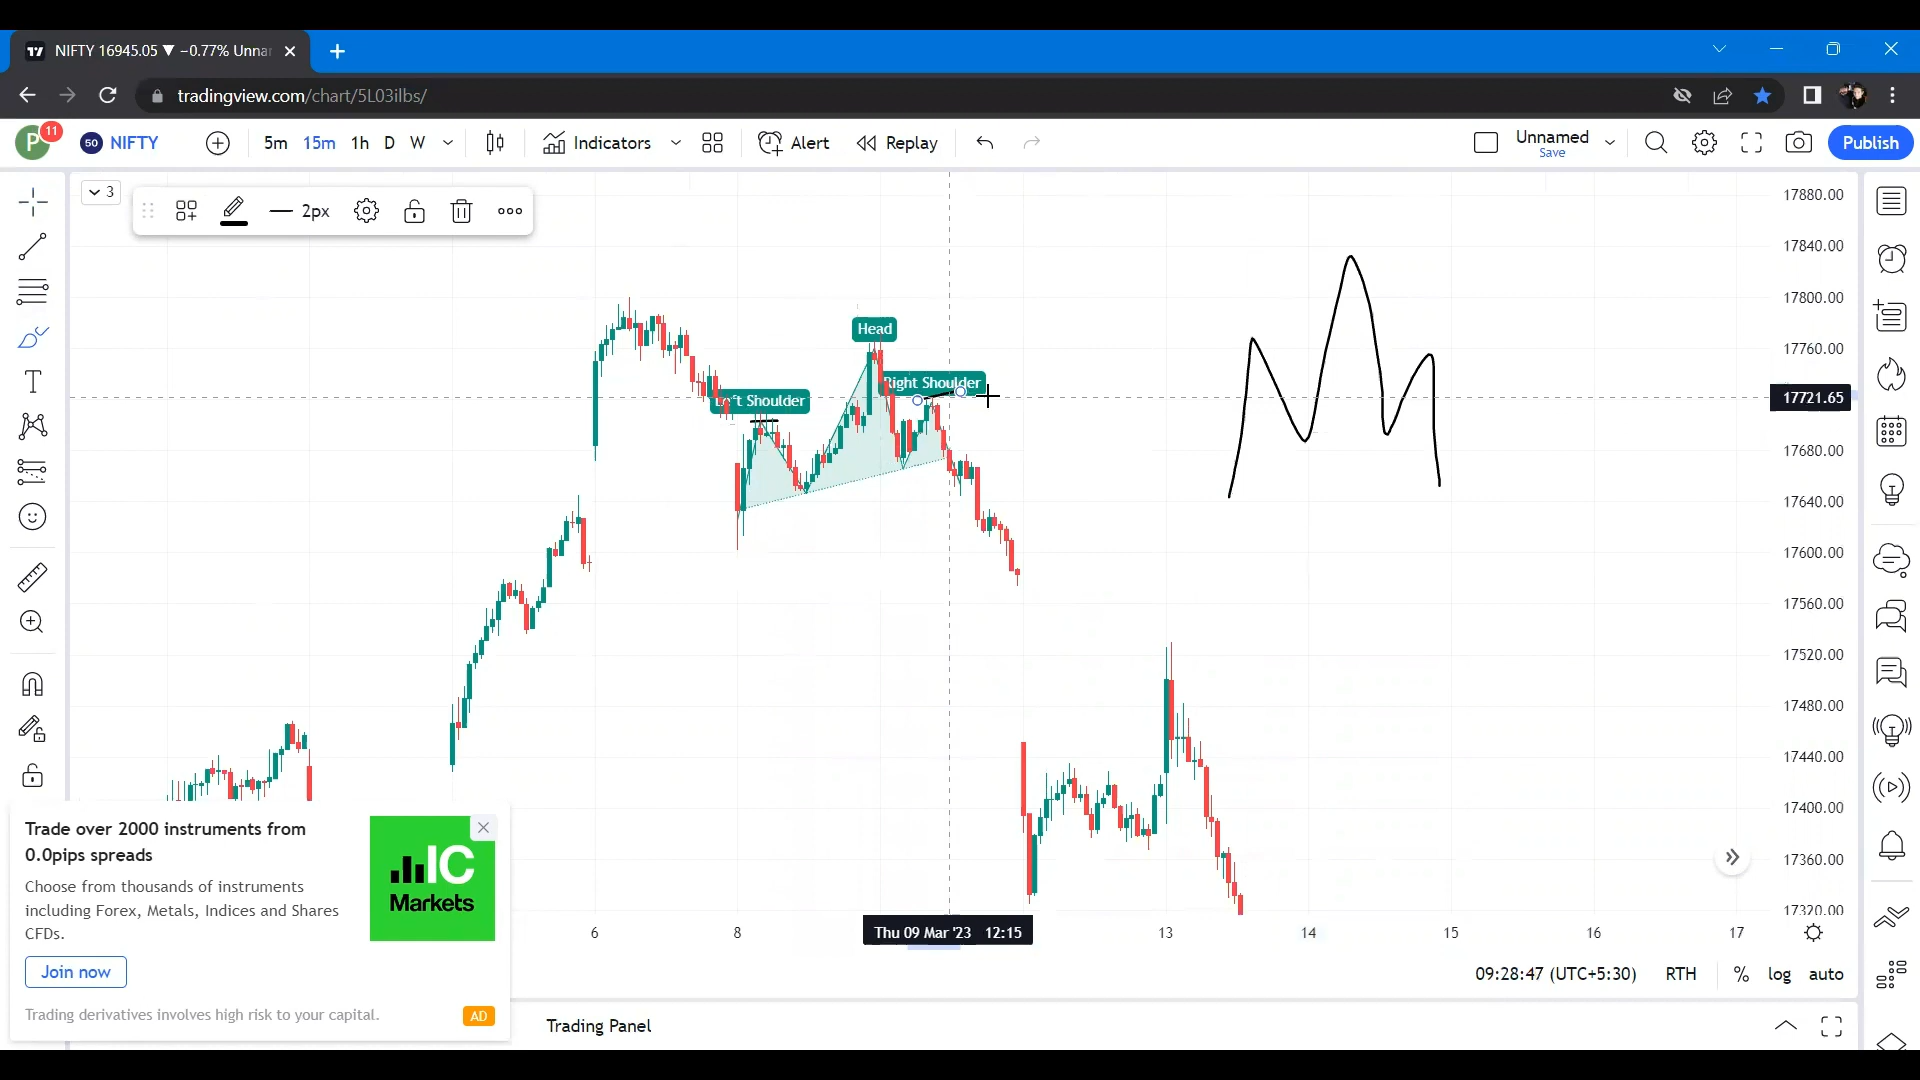 NIFTY 16945.05 ▼ −0.77% Unnar
tradingview.com/chart/5L03ilbs/
P 11 50 NIFTY 5m 15m 1h D W Indicators Alert Replay Unnamed Save Publish
3 2px
17880.00
17840.00
17800.00
17760.00
17721.65
17680.00
17640.00
17600.00
17560.00
17520.00
17480.00
17440.00
17400.00
17360.00
17320.00
Head
Right Shoulder
Left Shoulder
Trade over 2000 instruments from
0.0pips spreads
Choose from thousands of instruments
including Forex, Metals, Indices and Shares
CFDs.
Join now
Trading derivatives involves high risk to your capital.
AD
IC
Markets
6 8 Thu 09 Mar '23 12:15 13 14 15 16 17
09:28:47 (UTC+5:30) RTH % log auto
Trading Panel